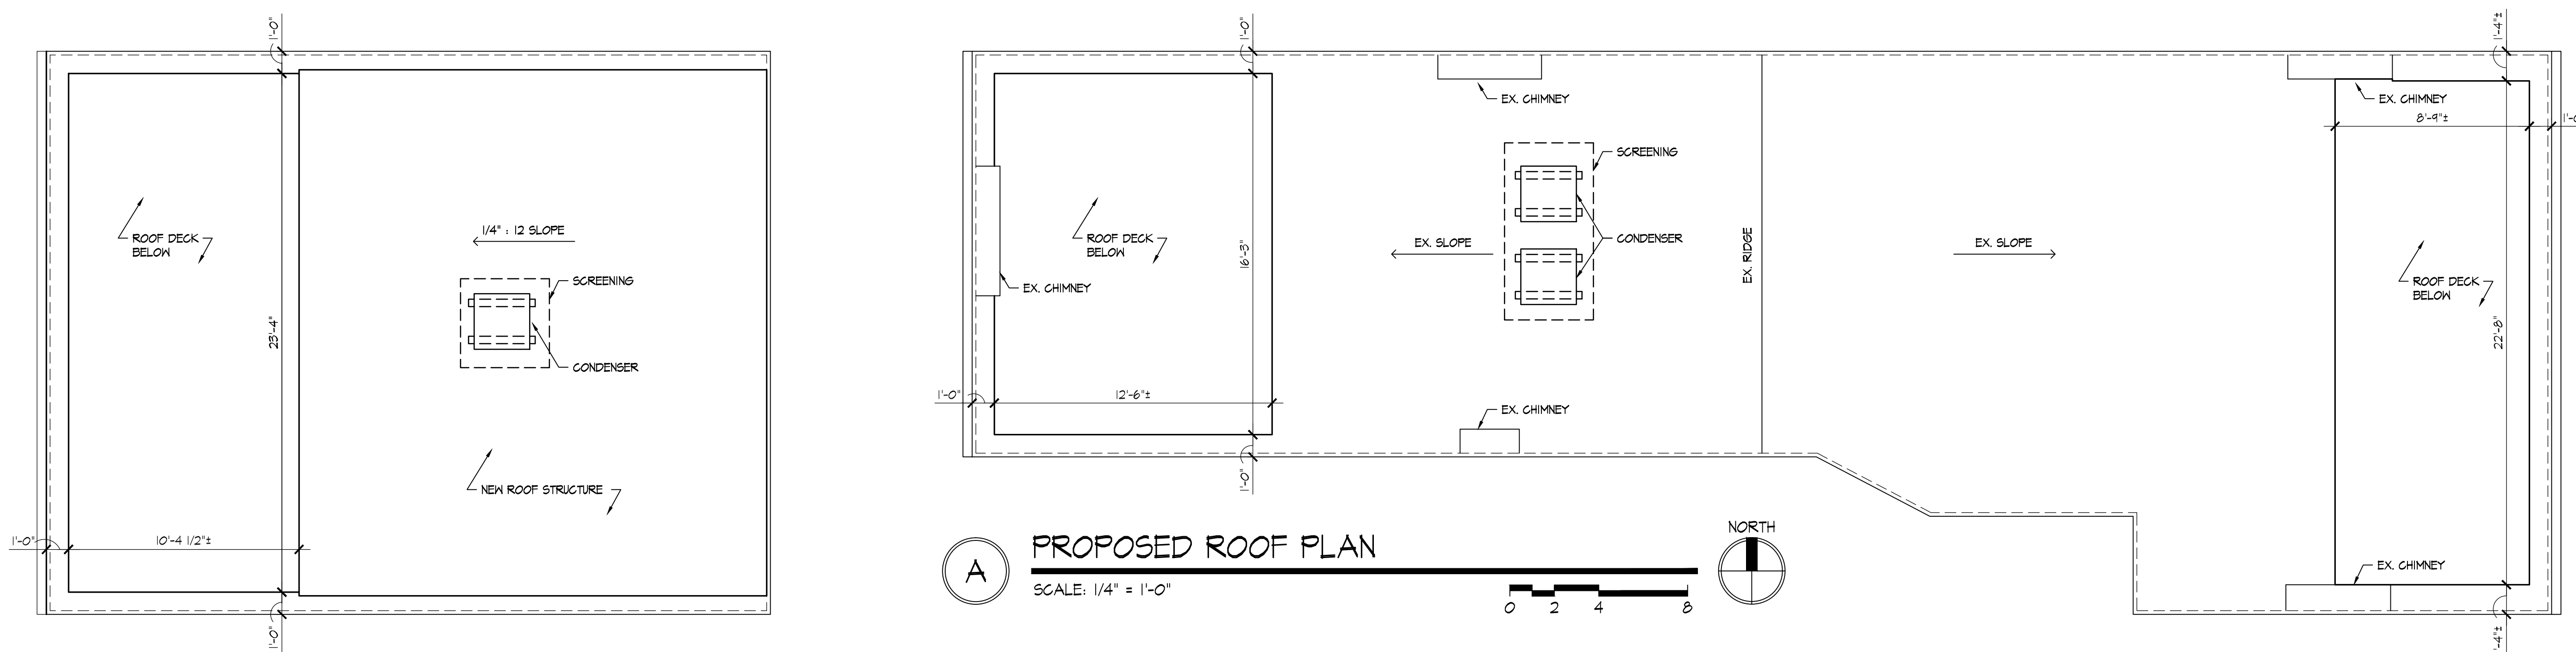 1'-0"
ROOF DECK
BELOW
1/4" : 12 SLOPE
SCREENING
CONDENSER
23'-4"
NEW ROOF STRUCTURE
1'-0"
10'-4 1/2"±
1'-0"
1'-0"
EX. CHIMNEY
ROOF DECK
BELOW
16'-3"
EX. CHIMNEY
1'-0"
12'-6"±
1'-0"
EX. SLOPE
SCREENING
CONDENSER
EX. CHIMNEY
EX. RIDGE
EX. SLOPE
1'-4"±
EX. CHIMNEY
8'-9"±
ROOF DECK
BELOW
22'-8"
EX. CHIMNEY
A
PROPOSED ROOF PLAN
SCALE: 1/4" = 1'-0"
0 2 4 8
NORTH